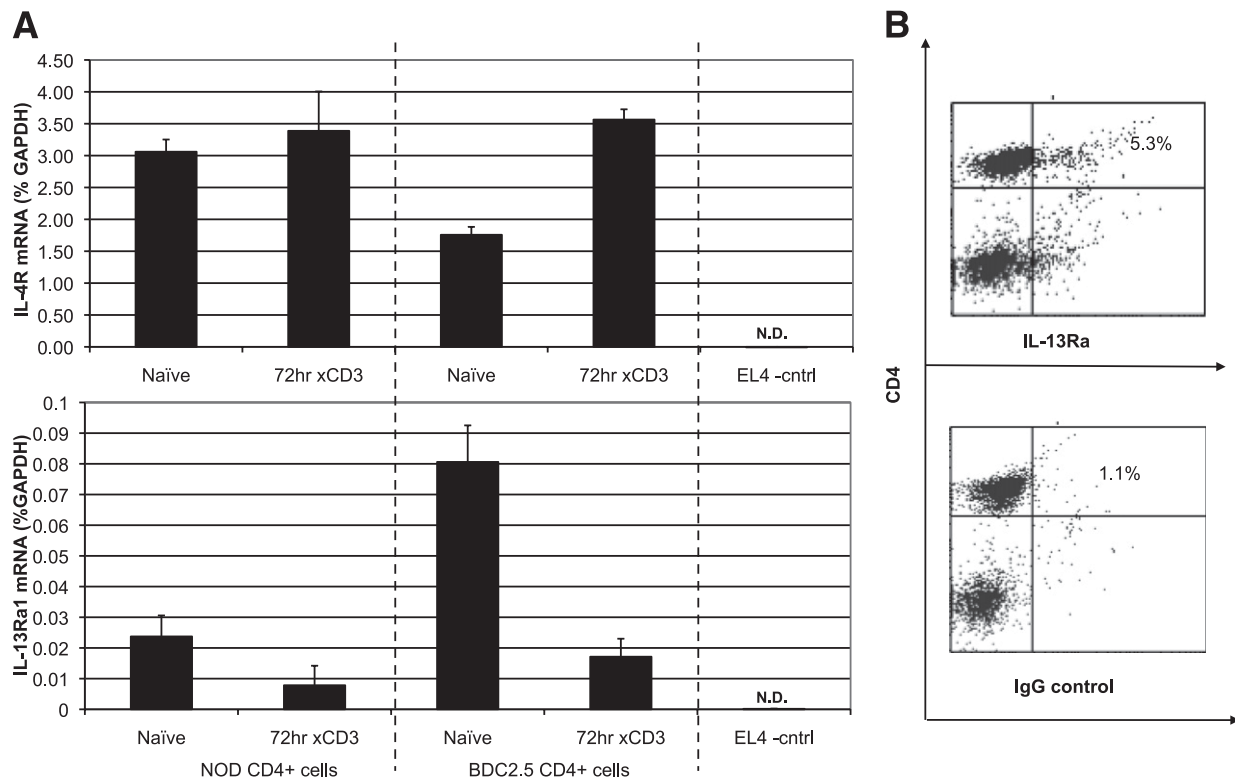 A
IL-4R mRNA (% GAPDH)
4.50
4.00
3.50
3.00
2.50
2.00
1.50
1.00
0.50
0.00
N.D.
Naïve
72hr xCD3
Naïve
72hr xCD3
EL4 -cntrl
IL-13Ra1 mRNA (%GAPDH)
0.1
0.09
0.08
0.07
0.06
0.05
0.04
0.03
0.02
0.01
0
N.D.
Naïve
72hr xCD3
Naïve
72hr xCD3
EL4 -cntrl
NOD CD4+ cells
BDC2.5 CD4+ cells
B
CD4
5.3%
IL-13Ra
1.1%
IgG control